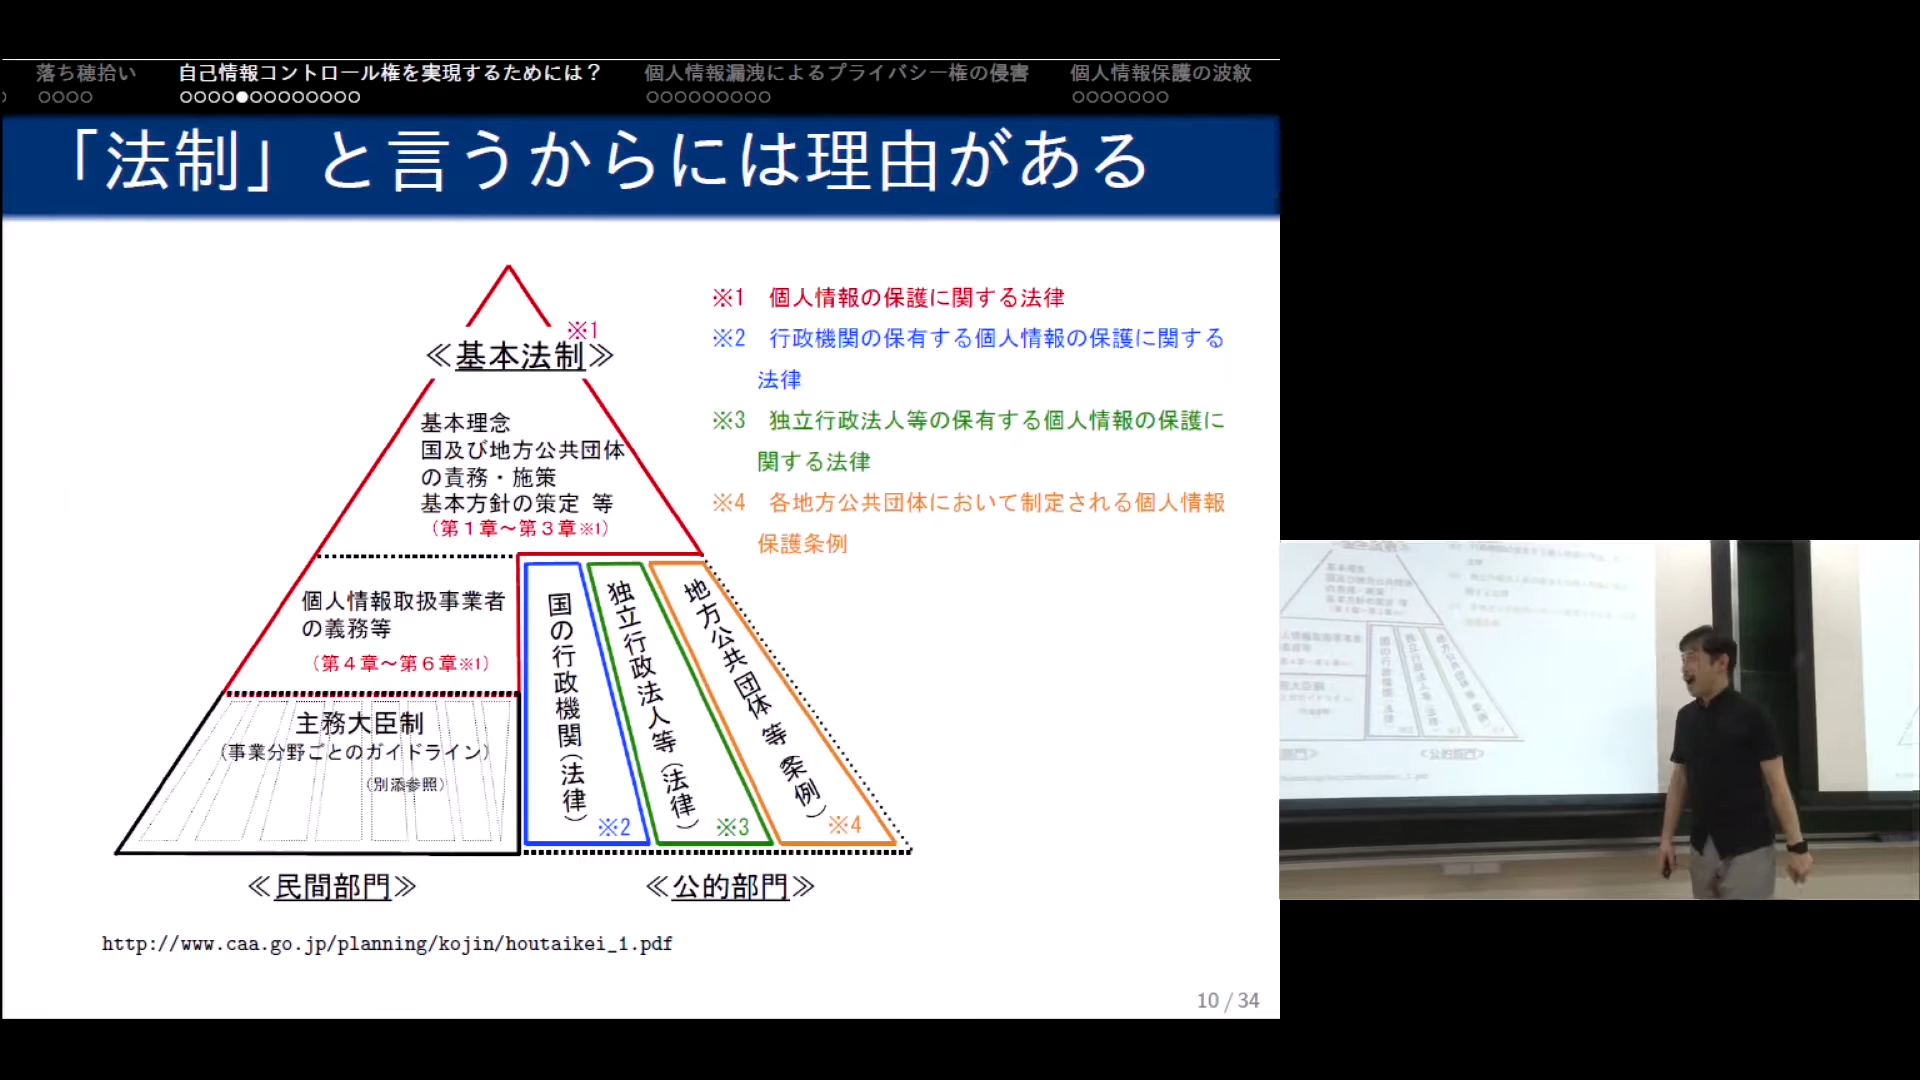 落ち穂拾い
自己情報コントロール権を実現するためには？
個人情報漏洩によるプライバシー権の侵害
個人情報保護の波紋
「法制」と言うからには理由がある
※1
≪基本法制≫
基本理念
国及び地方公共団体
の責務・施策
基本方針の策定 等
（第１章～第３章※1）
個人情報取扱事業者
の義務等
（第４章～第６章※1）
主務大臣制
（事業分野ごとのガイドライン）
（別添参照）
国の行政機関（法律）
※2
独立行政法人等（法律）
※3
地方公共団体等（条例）
※4
≪民間部門≫
≪公的部門≫
※1 個人情報の保護に関する法律
※2 行政機関の保有する個人情報の保護に関する
法律
※3 独立行政法人等の保有する個人情報の保護に
関する法律
※4 各地方公共団体において制定される個人情報
保護条例
http://www.caa.go.jp/planning/kojin/houtaikei_1.pdf
10 / 34